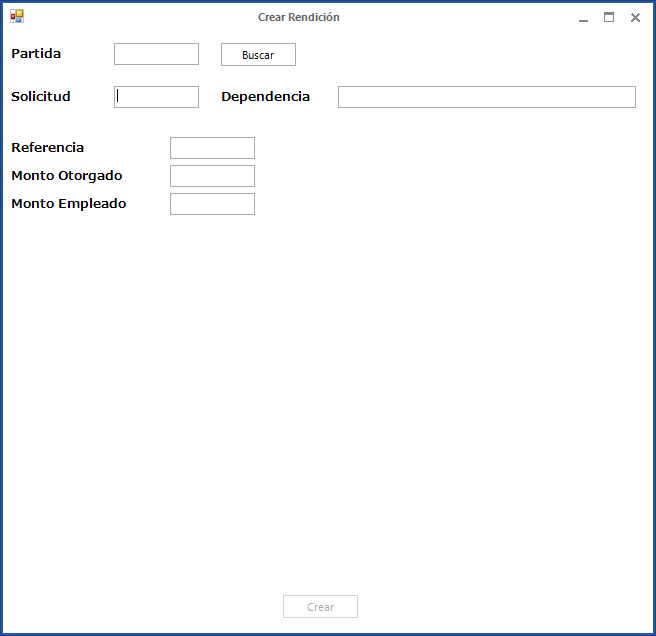 Crear Rendición
Partida Buscar
Solicitud Dependencia
Referencia
Monto Otorgado
Monto Empleado
Crear